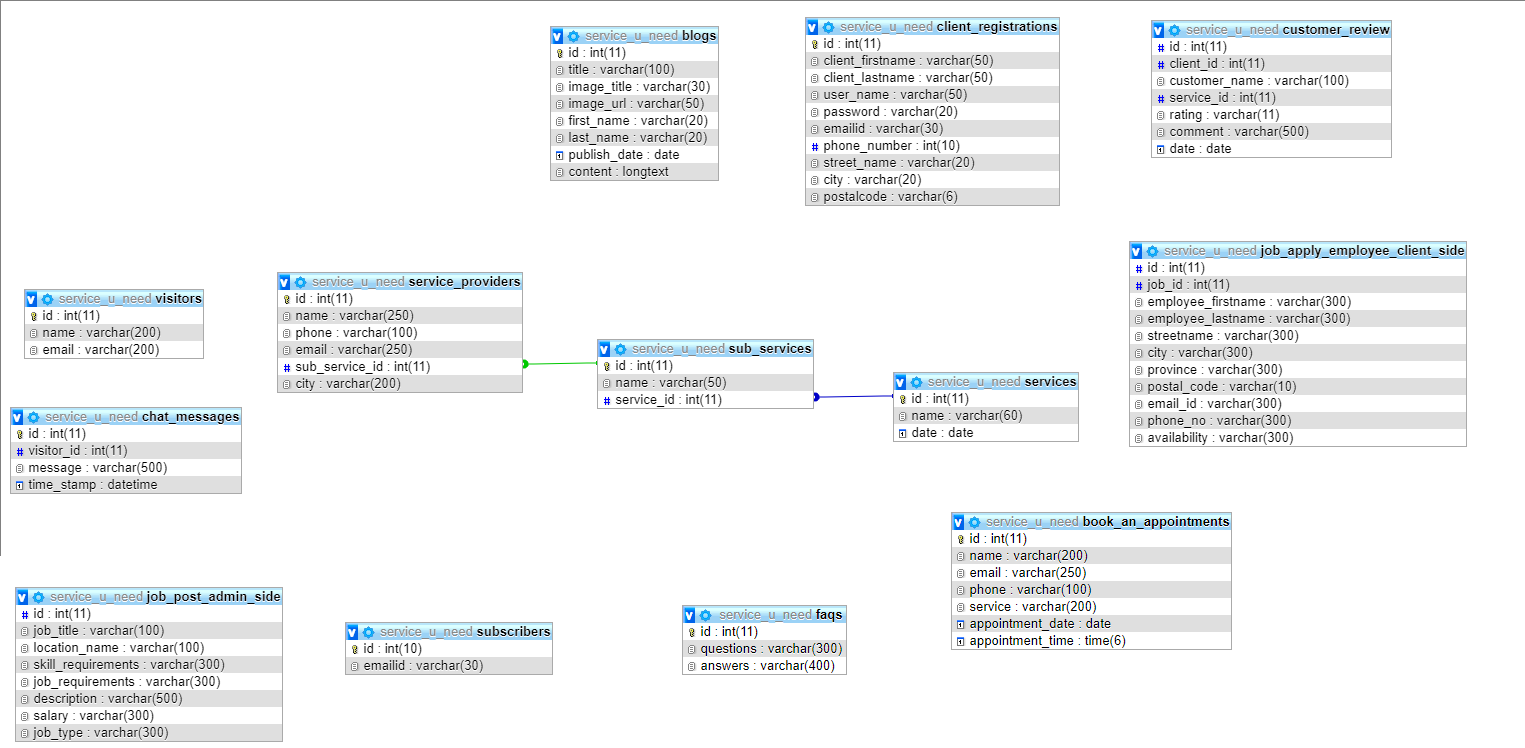 service_u_need blogs
id : int(11)
title : varchar(100)
image_title : varchar(30)
image_url : varchar(50)
first_name : varchar(20)
last_name : varchar(20)
publish_date : date
content : longtext
service_u_need client_registrations
id : int(11)
client_firstname : varchar(50)
client_lastname : varchar(50)
user_name : varchar(50)
password : varchar(20)
emailid : varchar(30)
phone_number : int(10)
street_name : varchar(20)
city : varchar(20)
postalcode : varchar(6)
service_u_need customer_review
id : int(11)
client_id : int(11)
customer_name : varchar(100)
service_id : int(11)
rating : varchar(11)
comment : varchar(500)
date : date
service_u_need visitors
id : int(11)
name : varchar(200)
email : varchar(200)
service_u_need service_providers
id : int(11)
name : varchar(250)
phone : varchar(100)
email : varchar(250)
sub_service_id : int(11)
city : varchar(200)
service_u_need sub_services
id : int(11)
name : varchar(50)
service_id : int(11)
service_u_need services
id : int(11)
name : varchar(60)
date : date
service_u_need job_apply_employee_client_side
id : int(11)
job_id : int(11)
employee_firstname : varchar(300)
employee_lastname : varchar(300)
streetname : varchar(300)
city : varchar(300)
province : varchar(300)
postal_code : varchar(10)
email_id : varchar(300)
phone_no : varchar(300)
availability : varchar(300)
service_u_need chat_messages
id : int(11)
visitor_id : int(11)
message : varchar(500)
time_stamp : datetime
service_u_need book_an_appointments
id : int(11)
name : varchar(200)
email : varchar(250)
phone : varchar(100)
service : varchar(200)
appointment_date : date
appointment_time : time(6)
service_u_need job_post_admin_side
id : int(11)
job_title : varchar(100)
location_name : varchar(100)
skill_requirements : varchar(300)
job_requirements : varchar(300)
description : varchar(500)
salary : varchar(300)
job_type : varchar(300)
service_u_need subscribers
id : int(10)
emailid : varchar(30)
service_u_need faqs
id : int(11)
questions : varchar(300)
answers : varchar(400)